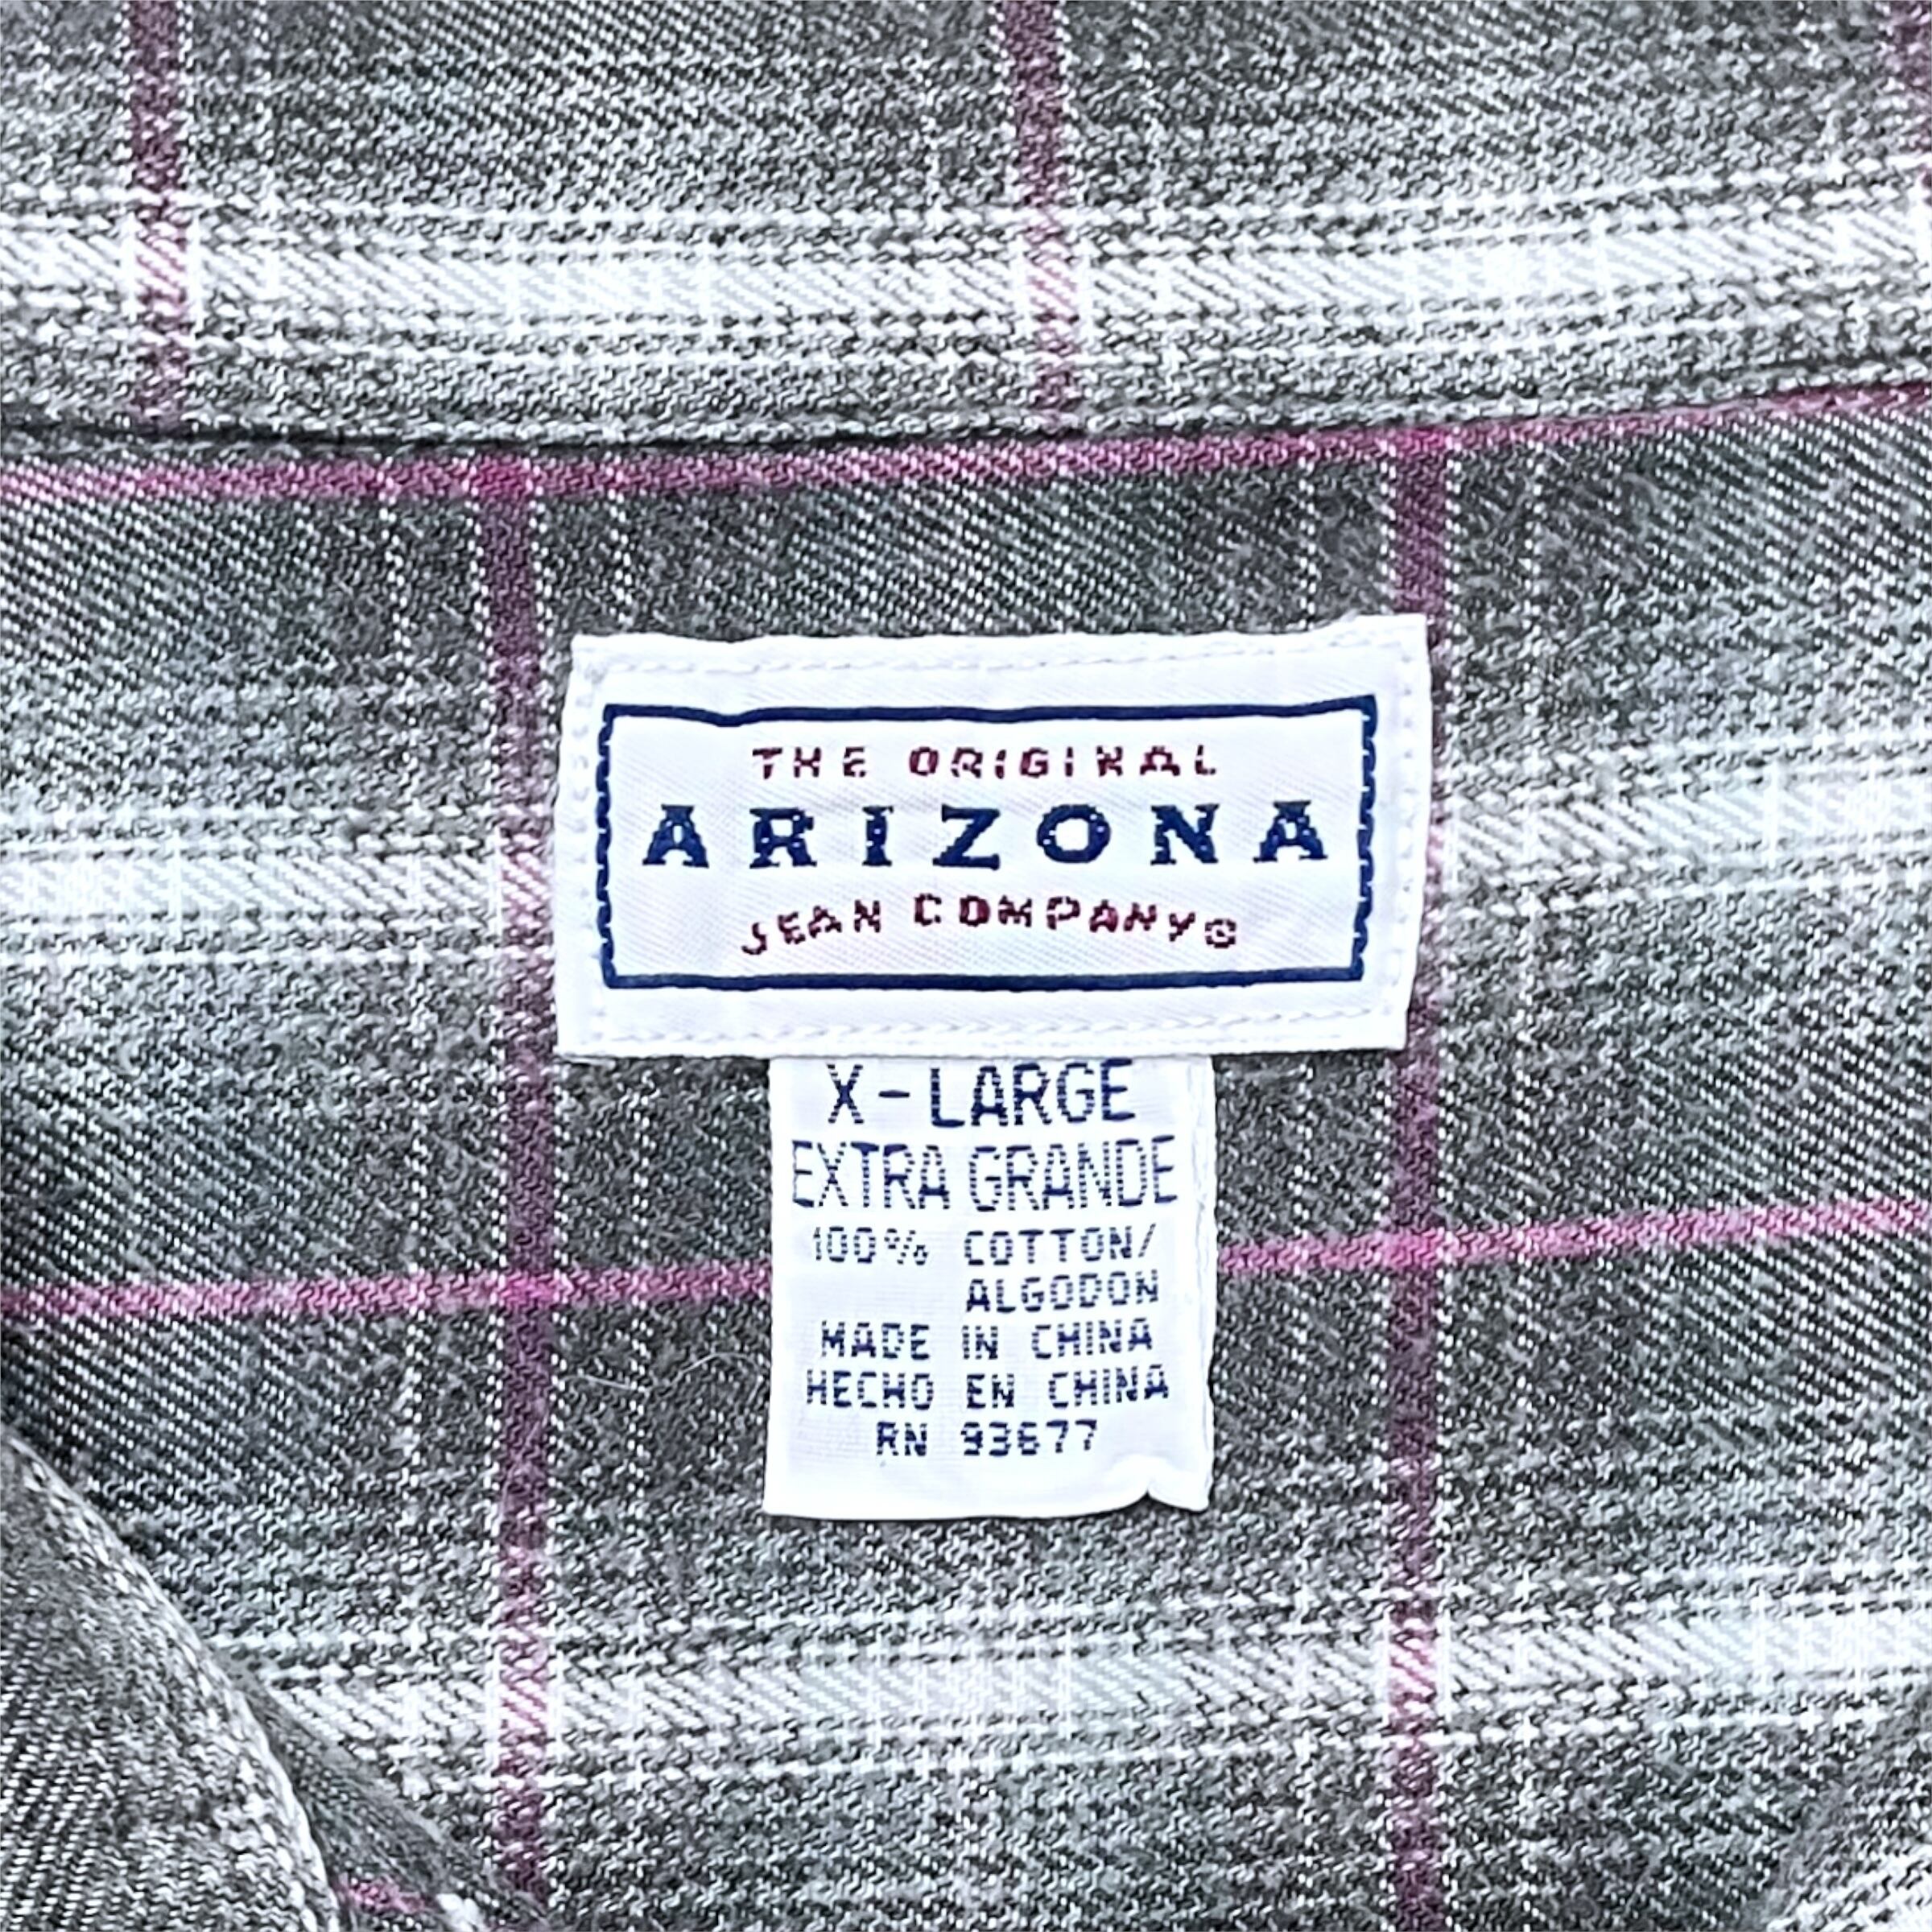 THE ORIGINAL
ARIZONA
JEAN COMPANY®
X-LARGE
EXTRA GRANDE
100% COTTON/
ALGODON
MADE IN CHINA
HECHO EN CHINA
RN 93677